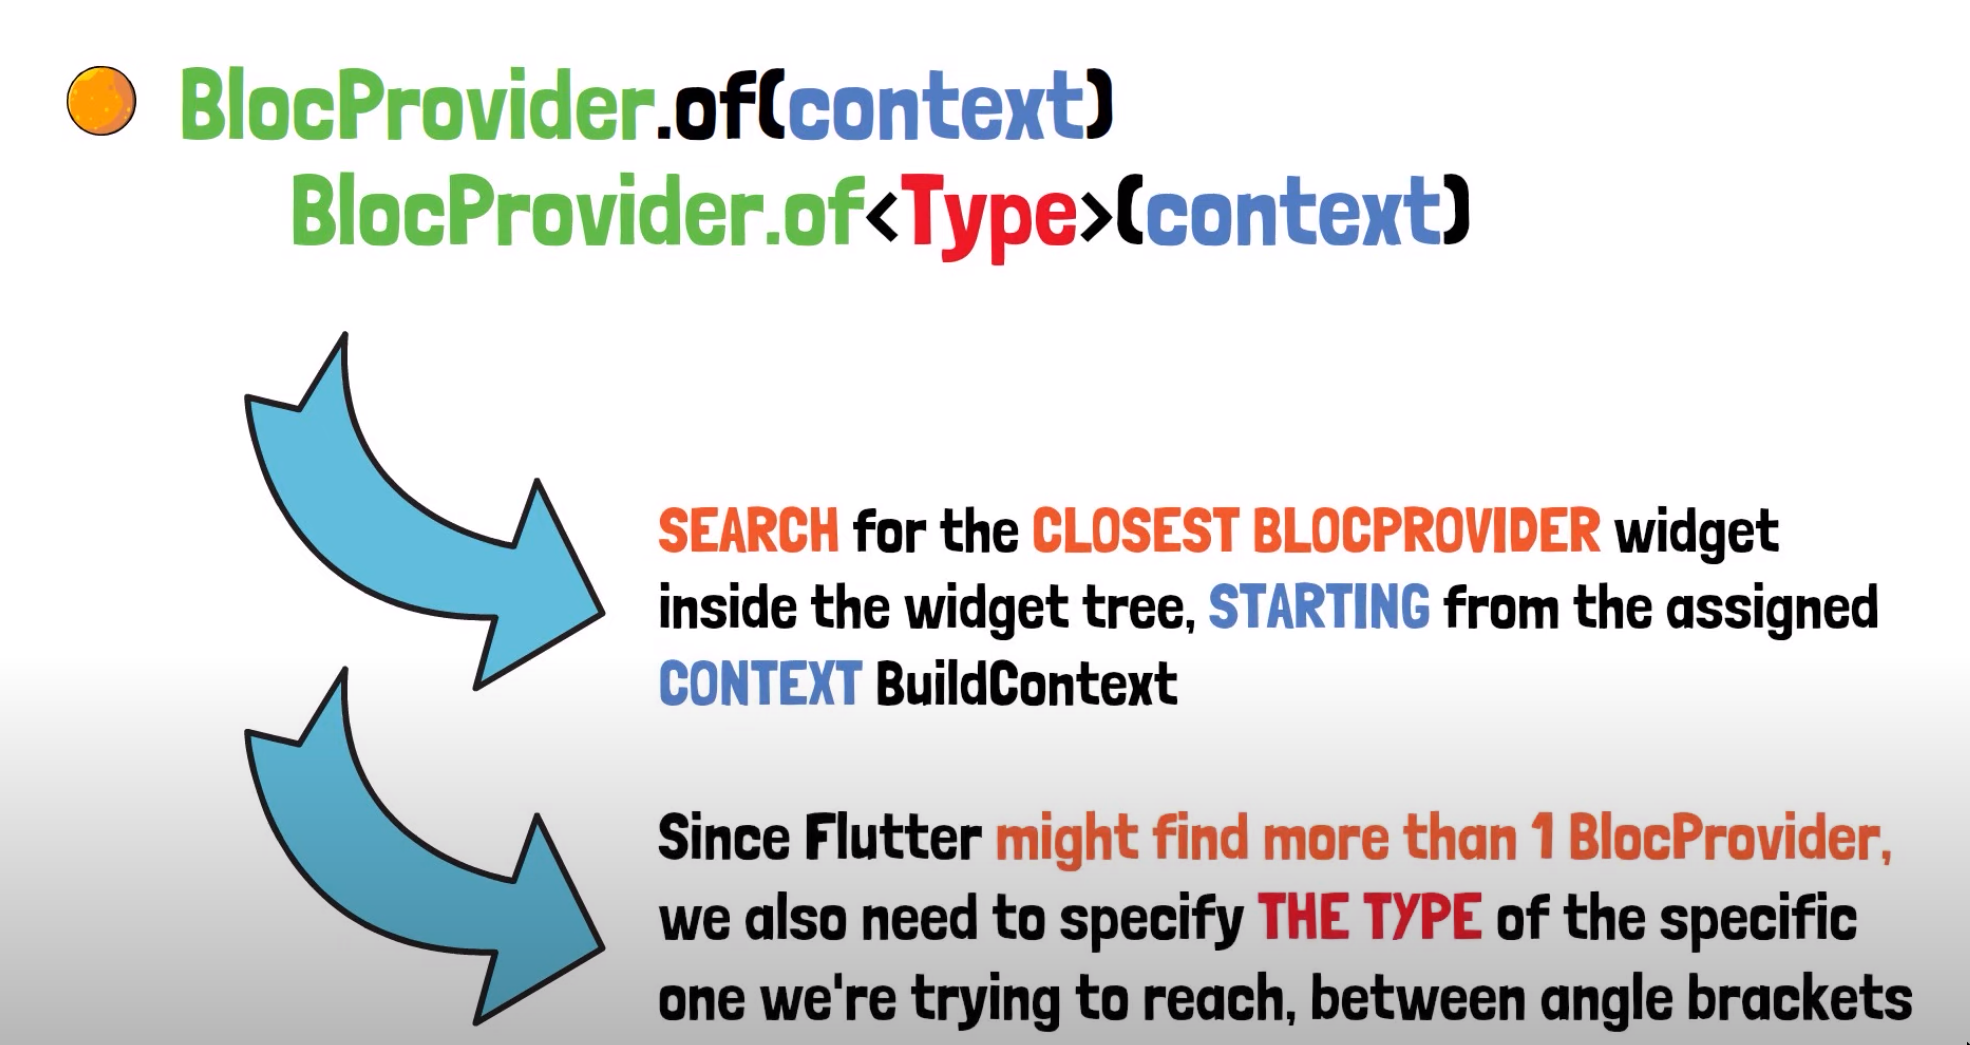 BlocProvider.of(context)
BlocProvider.of<Type>(context)
SEARCH for the CLOSEST BLOCPROVIDER widget
inside the widget tree, STARTING from the assigned
CONTEXT BuildContext
Since Flutter might find more than 1 BlocProvider,
we also need to specify THE TYPE of the specific
one we're trying to reach, between angle brackets